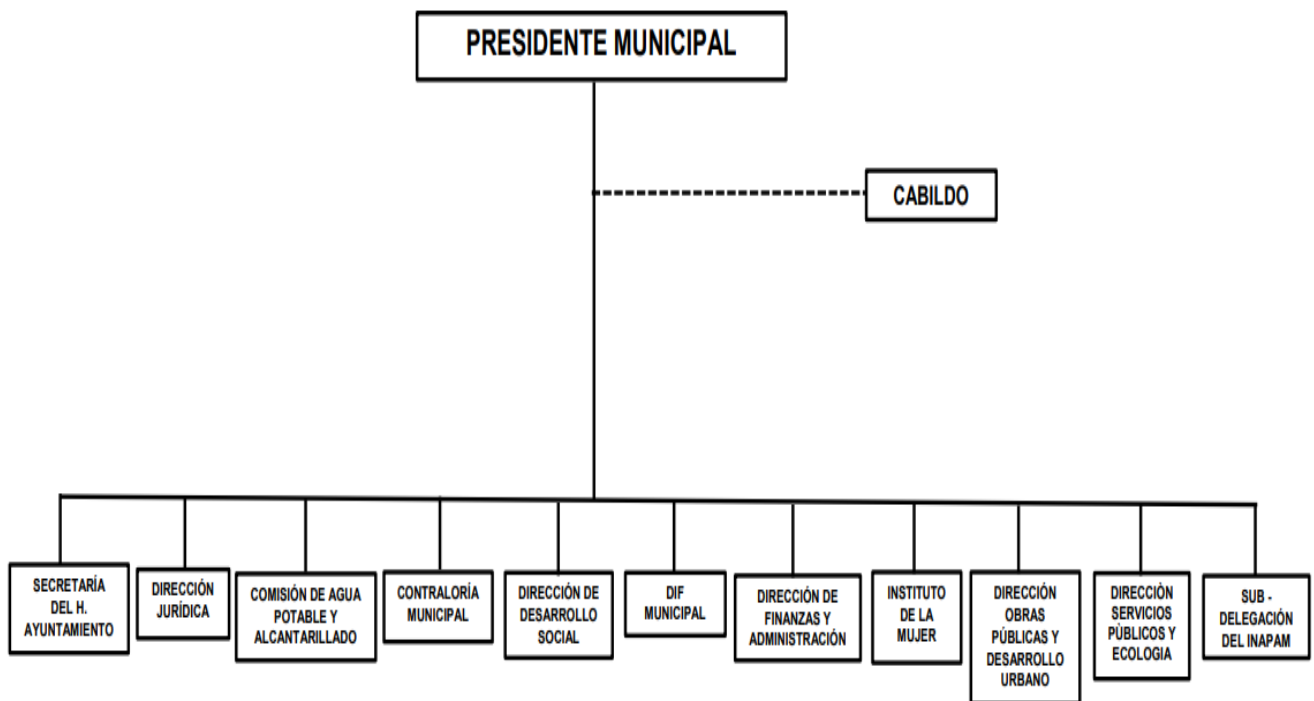 PRESIDENTE MUNICIPAL
CABILDO
SECRETARÍA
DEL H.
AYUNTAMIENTO
DIRECCIÓN
JURÍDICA
COMISIÓN DE AGUA
POTABLE Y
ALCANTARILLADO
CONTRALORÍA
MUNICIPAL
DIRECCIÓN DE
DESARROLLO
SOCIAL
DIF
MUNICIPAL
DIRECCIÓN DE
FINANZAS Y
ADMINISTRACIÓN
INSTITUTO
DE LA
MUJER
DIRECCIÓN
OBRAS
PÚBLICAS Y
DESARROLLO
URBANO
DIRECCIÒN
SERVICIOS
PÙBLICOS Y
ECOLOGIA
SUB -
DELEGACIÓN
DEL INAPAM